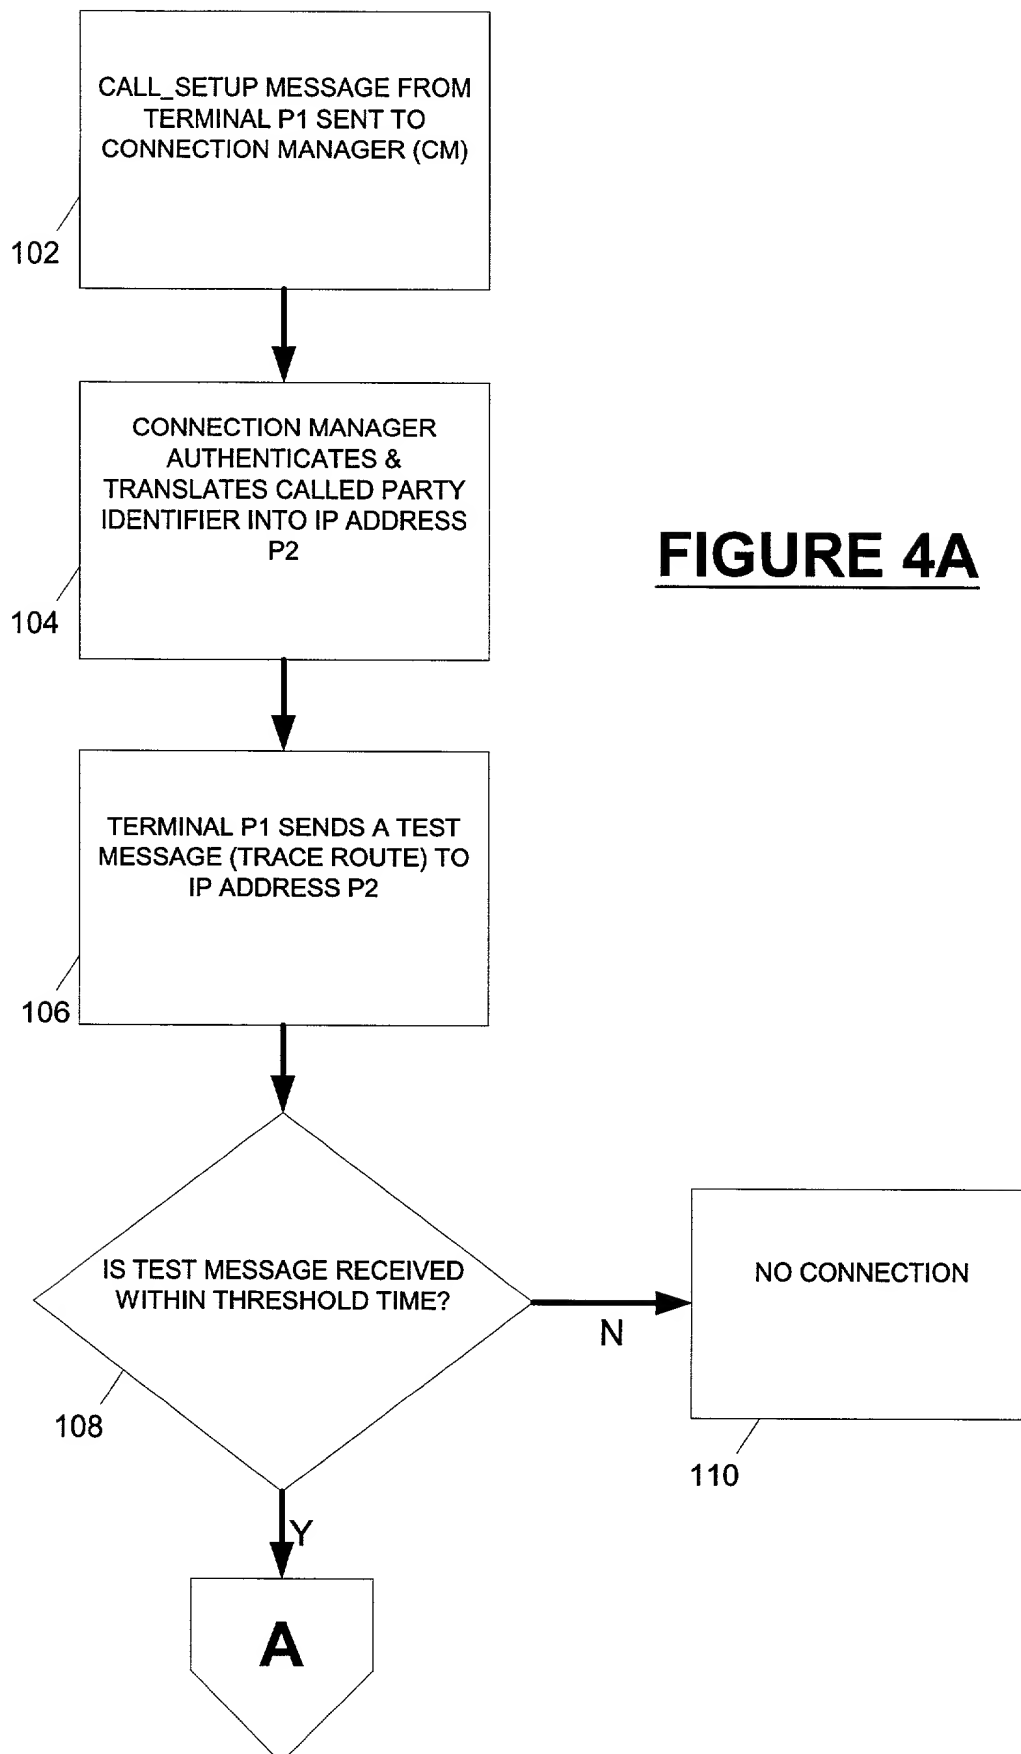 CALL_SETUP MESSAGE FROM
TERMINAL P1 SENT TO
CONNECTION MANAGER (CM)
102
CONNECTION MANAGER
AUTHENTICATES &
TRANSLATES CALLED PARTY
IDENTIFIER INTO IP ADDRESS
P2
104
FIGURE 4A
TERMINAL P1 SENDS A TEST
MESSAGE (TRACE ROUTE) TO
IP ADDRESS P2
106
IS TEST MESSAGE RECEIVED
WITHIN THRESHOLD TIME?
108
N
NO CONNECTION
110
Y
A